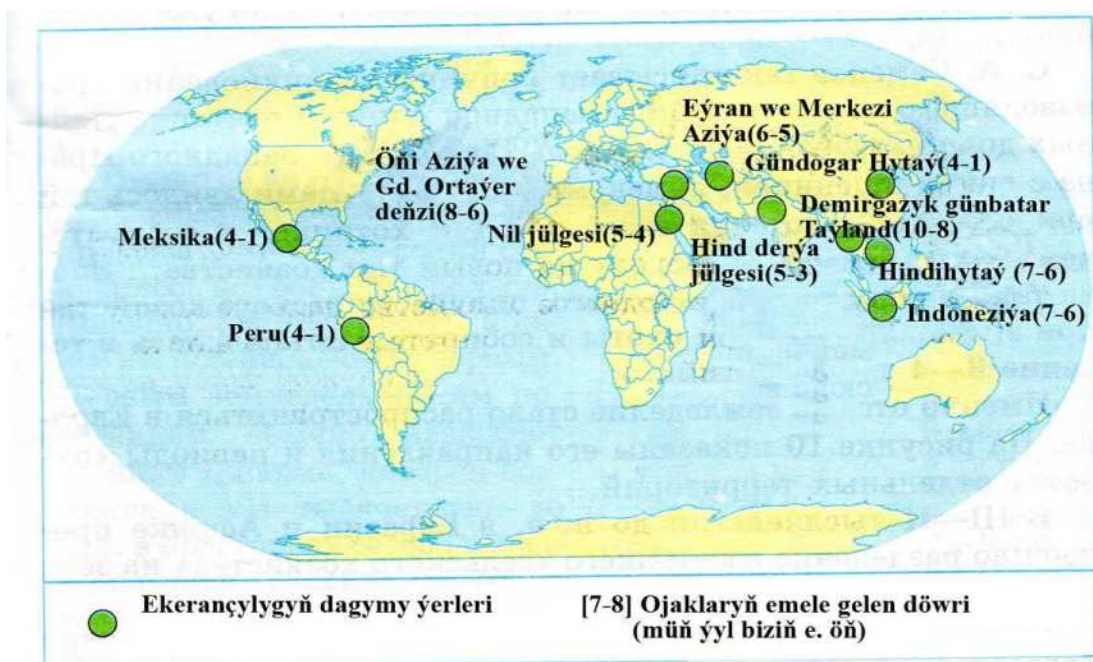 Eýran we Merkezi
Aziýa(6-5)
Öňi Aziýa we
Gd. Ortaýer
deňzi(8-6)
Gündogar Hytaý(4-1)
Demirgazyk günbatar
Taýland(10-8)
Meksika(4-1)
Nil jülgesi(5-4)
Hind derýa
jülgesi(5-3)
Hindihytaý (7-6)
Indoneziýa(7-6)
Peru(4-1)
Ekerançylygyň dagymy ýerleri
[7-8] Ojaklaryň emele gelen döwri
(müň ýyl biziň e. öň)